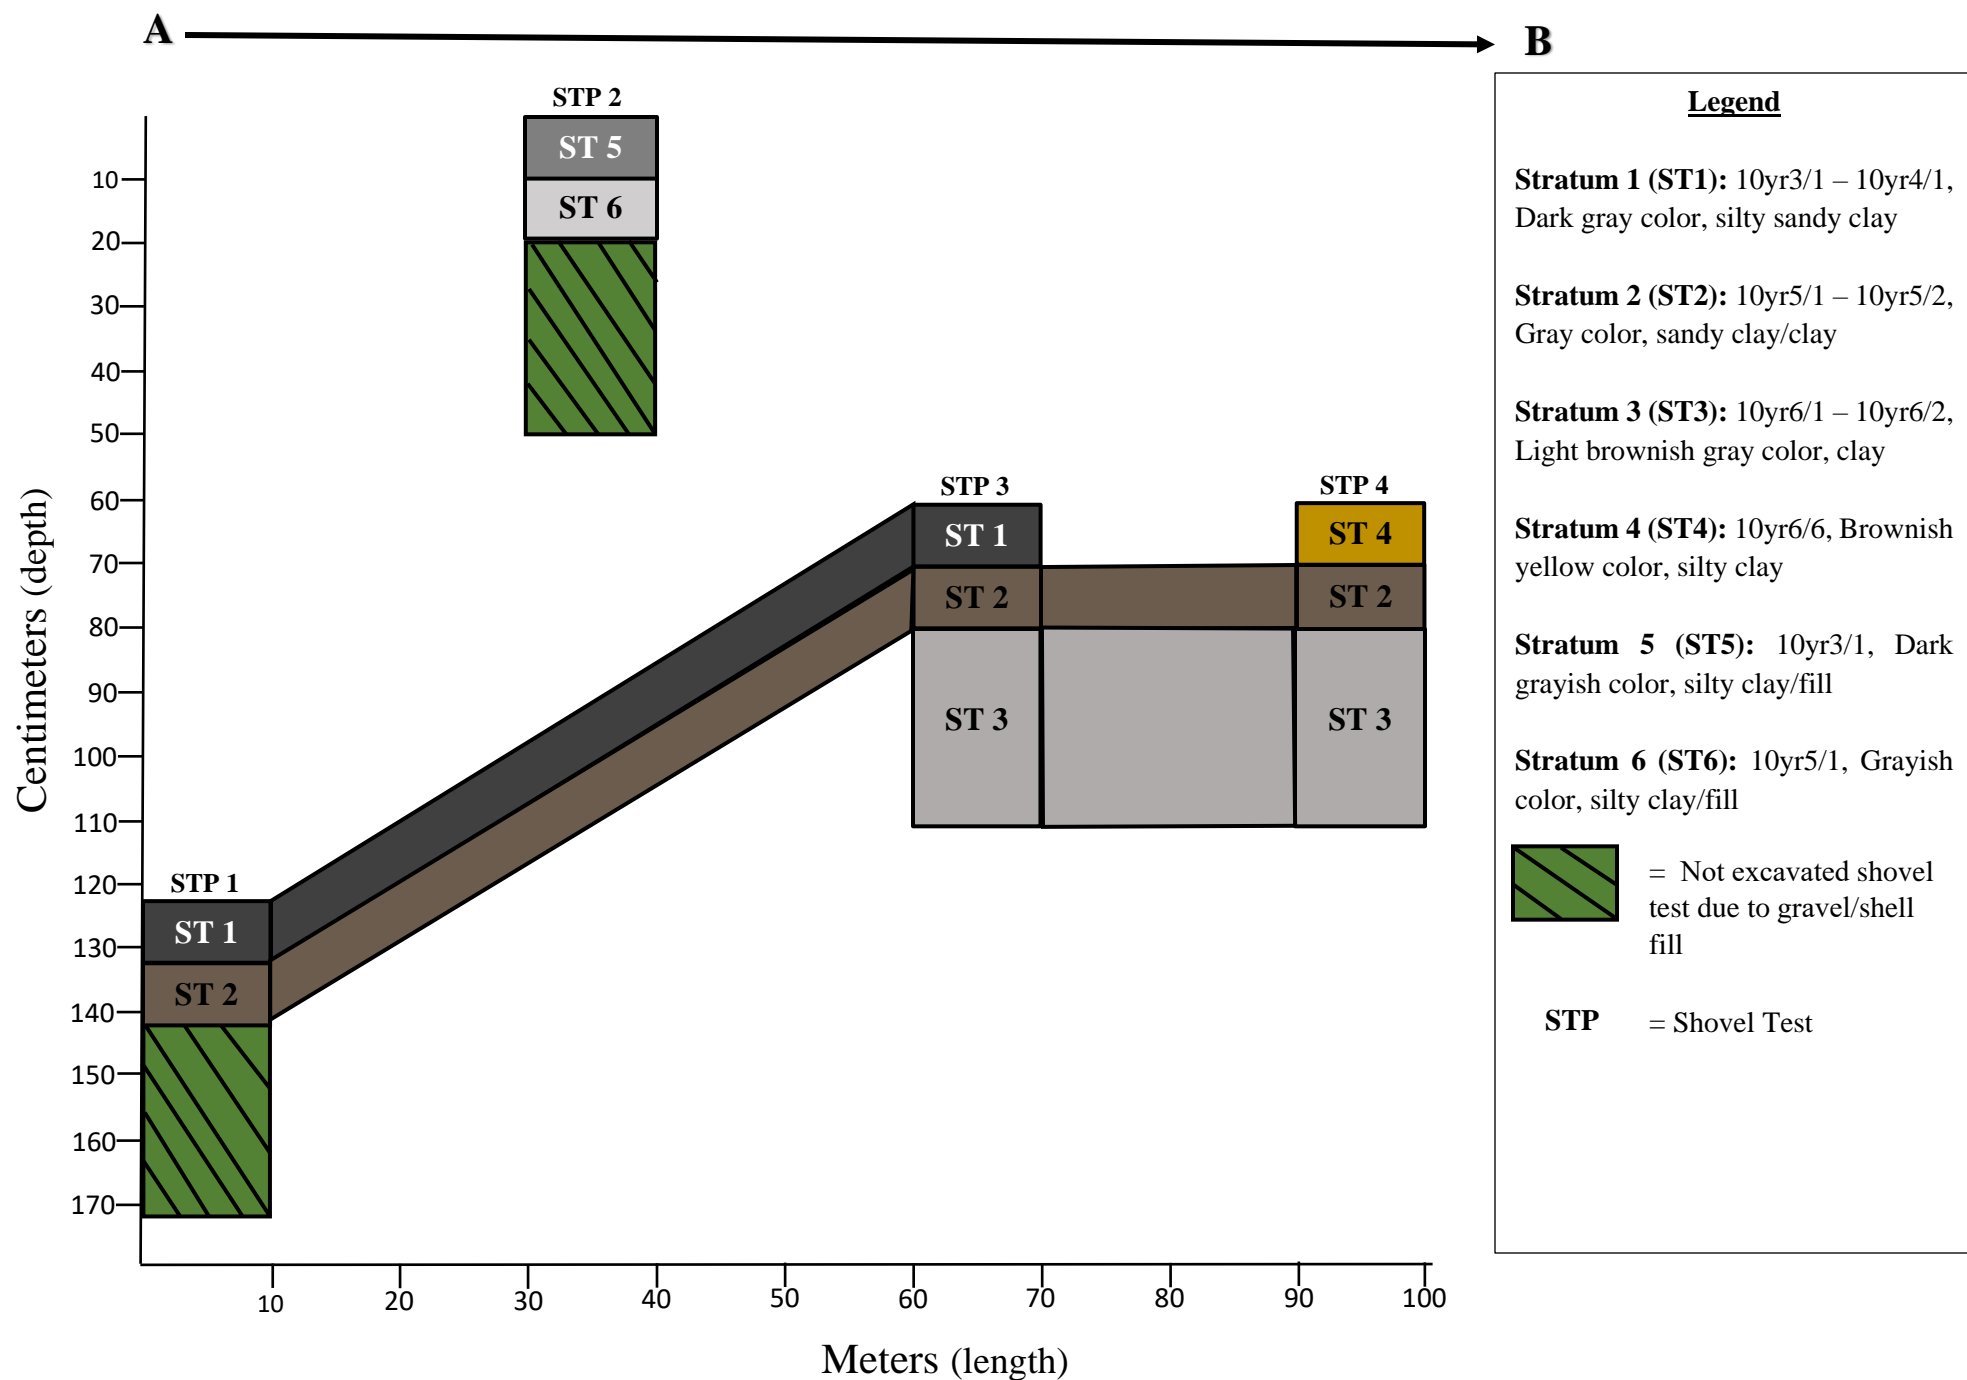 A
B
STP 2
ST 5
ST 6
10
20
30
40
50
60
70
80
90
100
110
120
130
140
150
160
170
Centimeters (depth)
STP 3
ST 1
ST 2
ST 3
STP 4
ST 4
ST 2
ST 3
STP 1
ST 1
ST 2
10
20
30
40
50
60
70
80
90
100
Meters (length)
Legend
Stratum 1 (ST1): 10yr3/1 – 10yr4/1,
Dark gray color, silty sandy clay
Stratum 2 (ST2): 10yr5/1 – 10yr5/2,
Gray color, sandy clay/clay
Stratum 3 (ST3): 10yr6/1 – 10yr6/2,
Light brownish gray color, clay
Stratum 4 (ST4): 10yr6/6, Brownish
yellow color, silty clay
Stratum 5 (ST5): 10yr3/1, Dark
grayish color, silty clay/fill
Stratum 6 (ST6): 10yr5/1, Grayish
color, silty clay/fill
= Not excavated shovel
test due to gravel/shell
fill
STP = Shovel Test